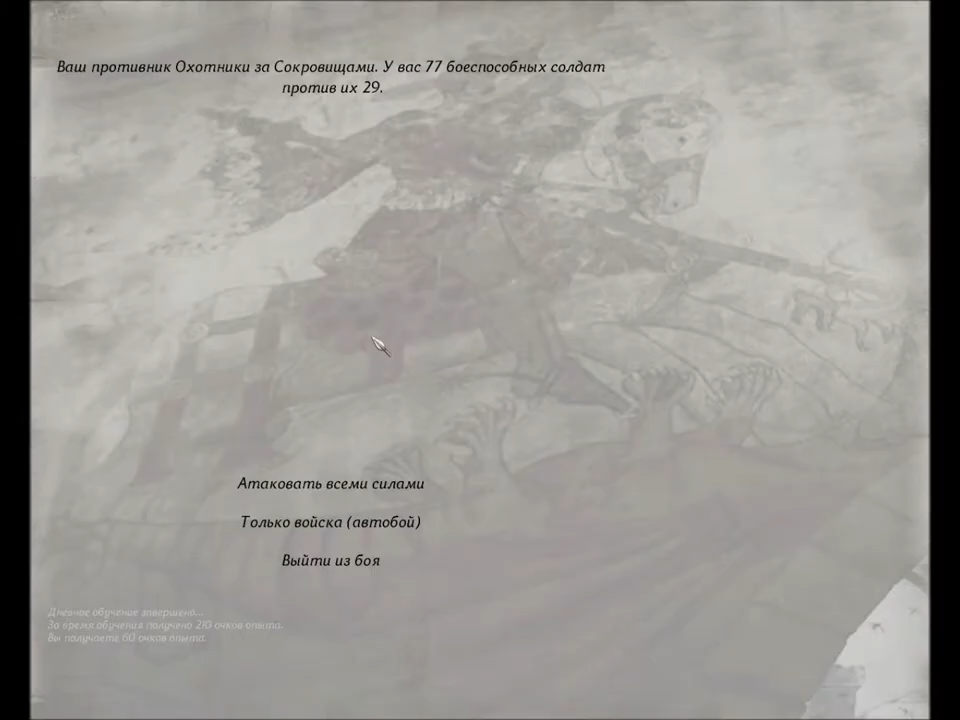 Ваш противник Охотники за Сокровищами. У вас 77 боеспособных солдат
против их 29.
Атаковать всеми силами
Только войска (автобой)
Выйти из боя
Дневное обучение завершено...
За время обучения получено 210 очков опыта.
Вы получаете 60 очков опыта.